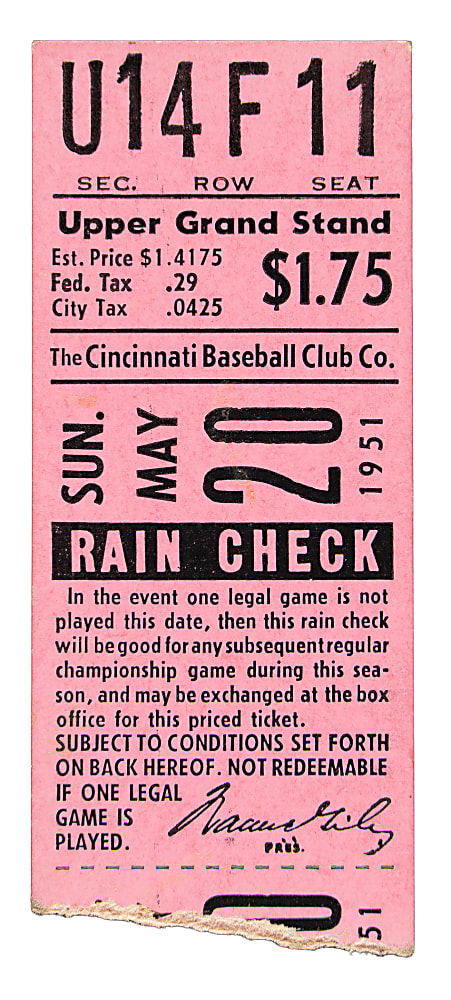 U14 F 11
SEC. ROW SEAT
Upper Grand Stand
Est. Price $1.4175
Fed. Tax .29
City Tax .0425
$1.75
The Cincinnati Baseball Club Co.
SUN. MAY 20 1951
RAIN CHECK
In the event one legal game is not
played this date, then this rain check
will be good for any subsequent regular
championship game during this sea-
son, and may be exchanged at the box
office for this priced ticket.
SUBJECT TO CONDITIONS SET FORTH
ON BACK HEREOF. NOT REDEEMABLE
IF ONE LEGAL
GAME IS
PLAYED.
PRES.
51